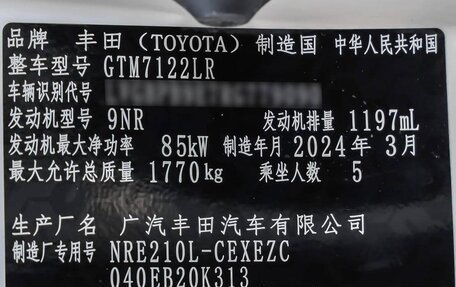 品牌 丰田(TOYOTA) 制造国 中华人民共和国
整车型号 GTM7122LR
车辆识别代号
发动机型号 9NR 发动机排量 1197mL
发动机最大净功率 85kW 制造年月 2024年 3月
最大允许总质量 1770kg 乘坐人数 5
生产厂名 广汽丰田汽车有限公司
制造厂专用号 NRE210L-CEXEZC
040EB20K313